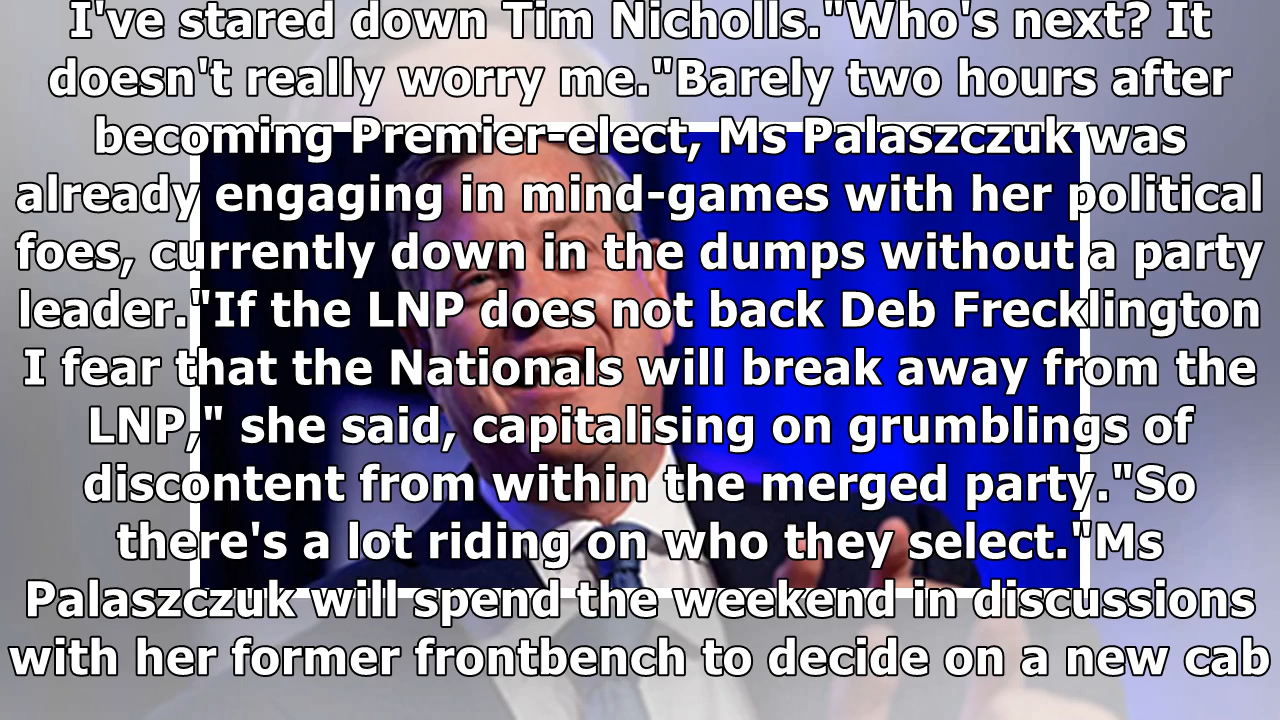 I've stared down Tim Nicholls."Who's next? It
doesn't really worry me."Barely two hours after
becoming Premier-elect, Ms Palaszczuk was
already engaging in mind-games with her political
foes, currently down in the dumps without a party
leader."If the LNP does not back Deb Frecklington
I fear that the Nationals will break away from the
LNP," she said, capitalising on grumblings of
discontent from within the merged party."So
there's a lot riding on who they select."Ms
Palaszczuk will spend the weekend in discussions
with her former frontbench to decide on a new cab